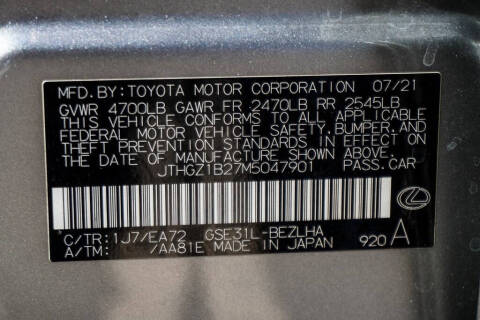 MFD.BY:TOYOTA MOTOR CORPORATION 07/21
GVWR 4700LB GAWR FR 2470LB RR 2545LB
THIS VEHICLE CONFORMS TO ALL APPLICABLE
FEDERAL MOTOR VEHICLE SAFETY,BUMPER,AND
THEFT PREVENTION STANDARDS IN EFFECT ON
THE DATE OF MANUFACTURE SHOWN ABOVE.
JTHGZ1B27M5047901 PASS.CAR
C/TR:1J7/EA72 GSE31L-BEZLHA
A/TM: /AA81E MADE IN JAPAN 920 A